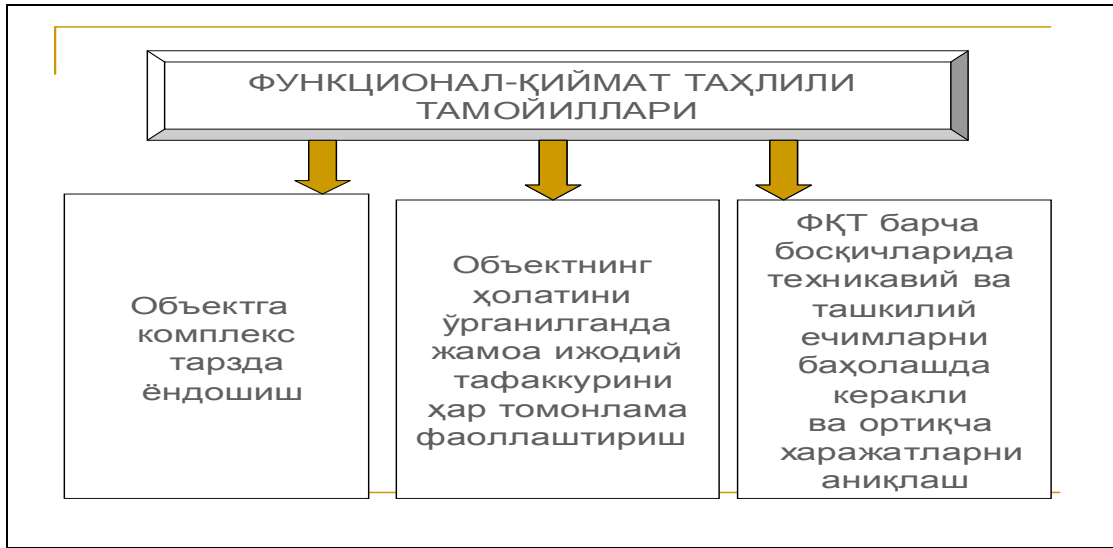 ФУНКЦИОНАЛ-ҚИЙМАТ ТАҲЛИЛИ
ТАМОЙИЛЛАРИ
Объектга
комплекс
тарзда
ёндошиш
Объектнинг
ҳолатини
ўрганилганда
жамоа ижодий
тафаккурини
ҳар томонлама
фаоллаштириш
ФҚТ барча
босқичларида
техникавий ва
ташкилий
ечимларни
баҳолашда
керакли
ва ортиқча
харажатларни
аниқлаш